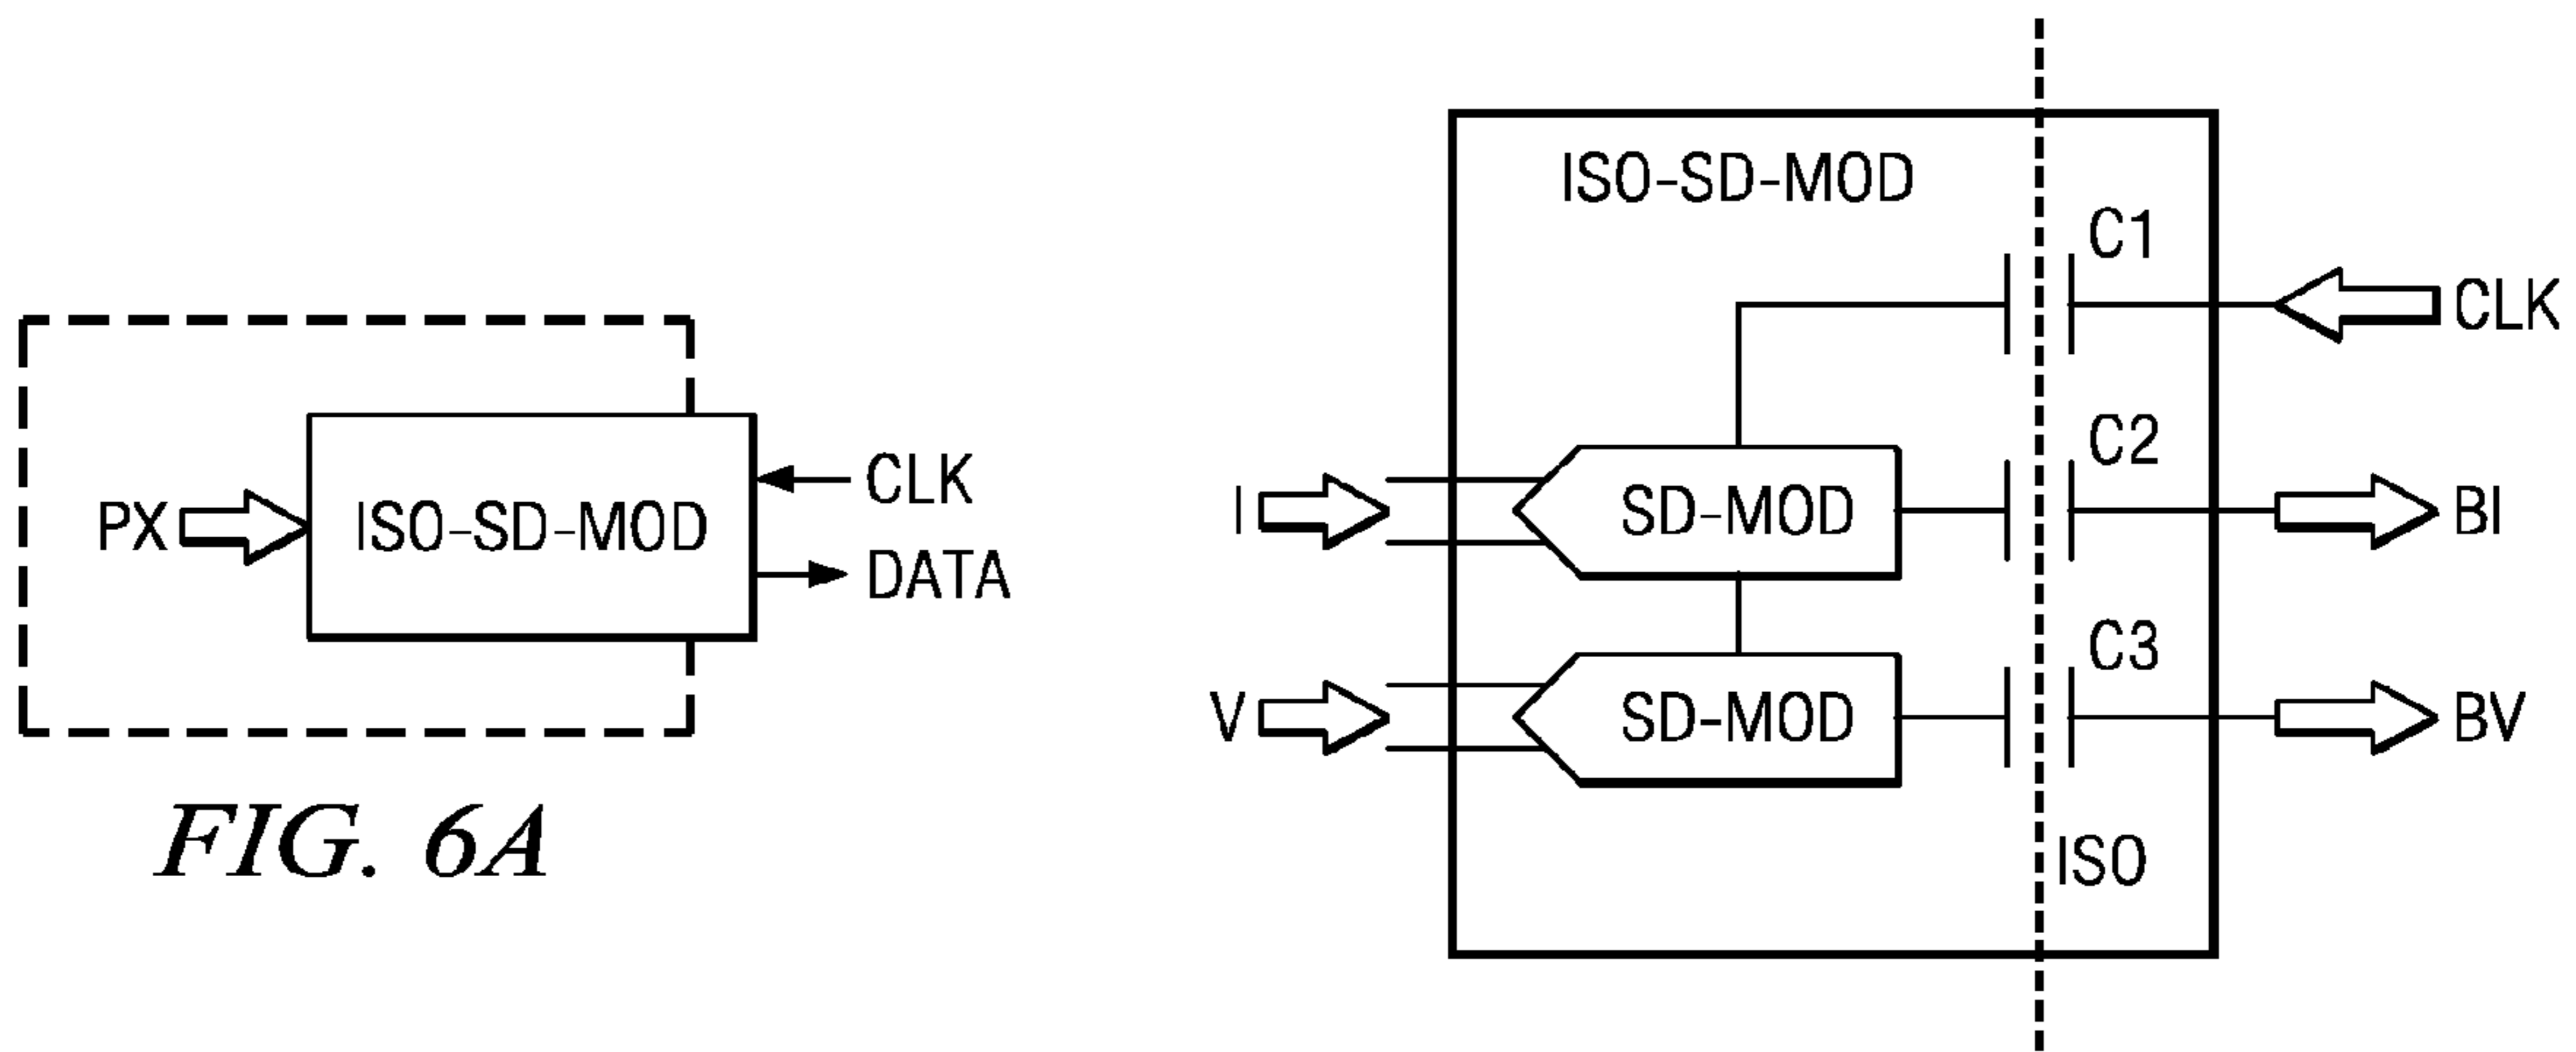 PX
ISO-SD-MOD
CLK
DATA
FIG. 6A
ISO-SD-MOD
C1
CLK
C2
I
SD-MOD
BI
C3
V
SD-MOD
BV
ISO